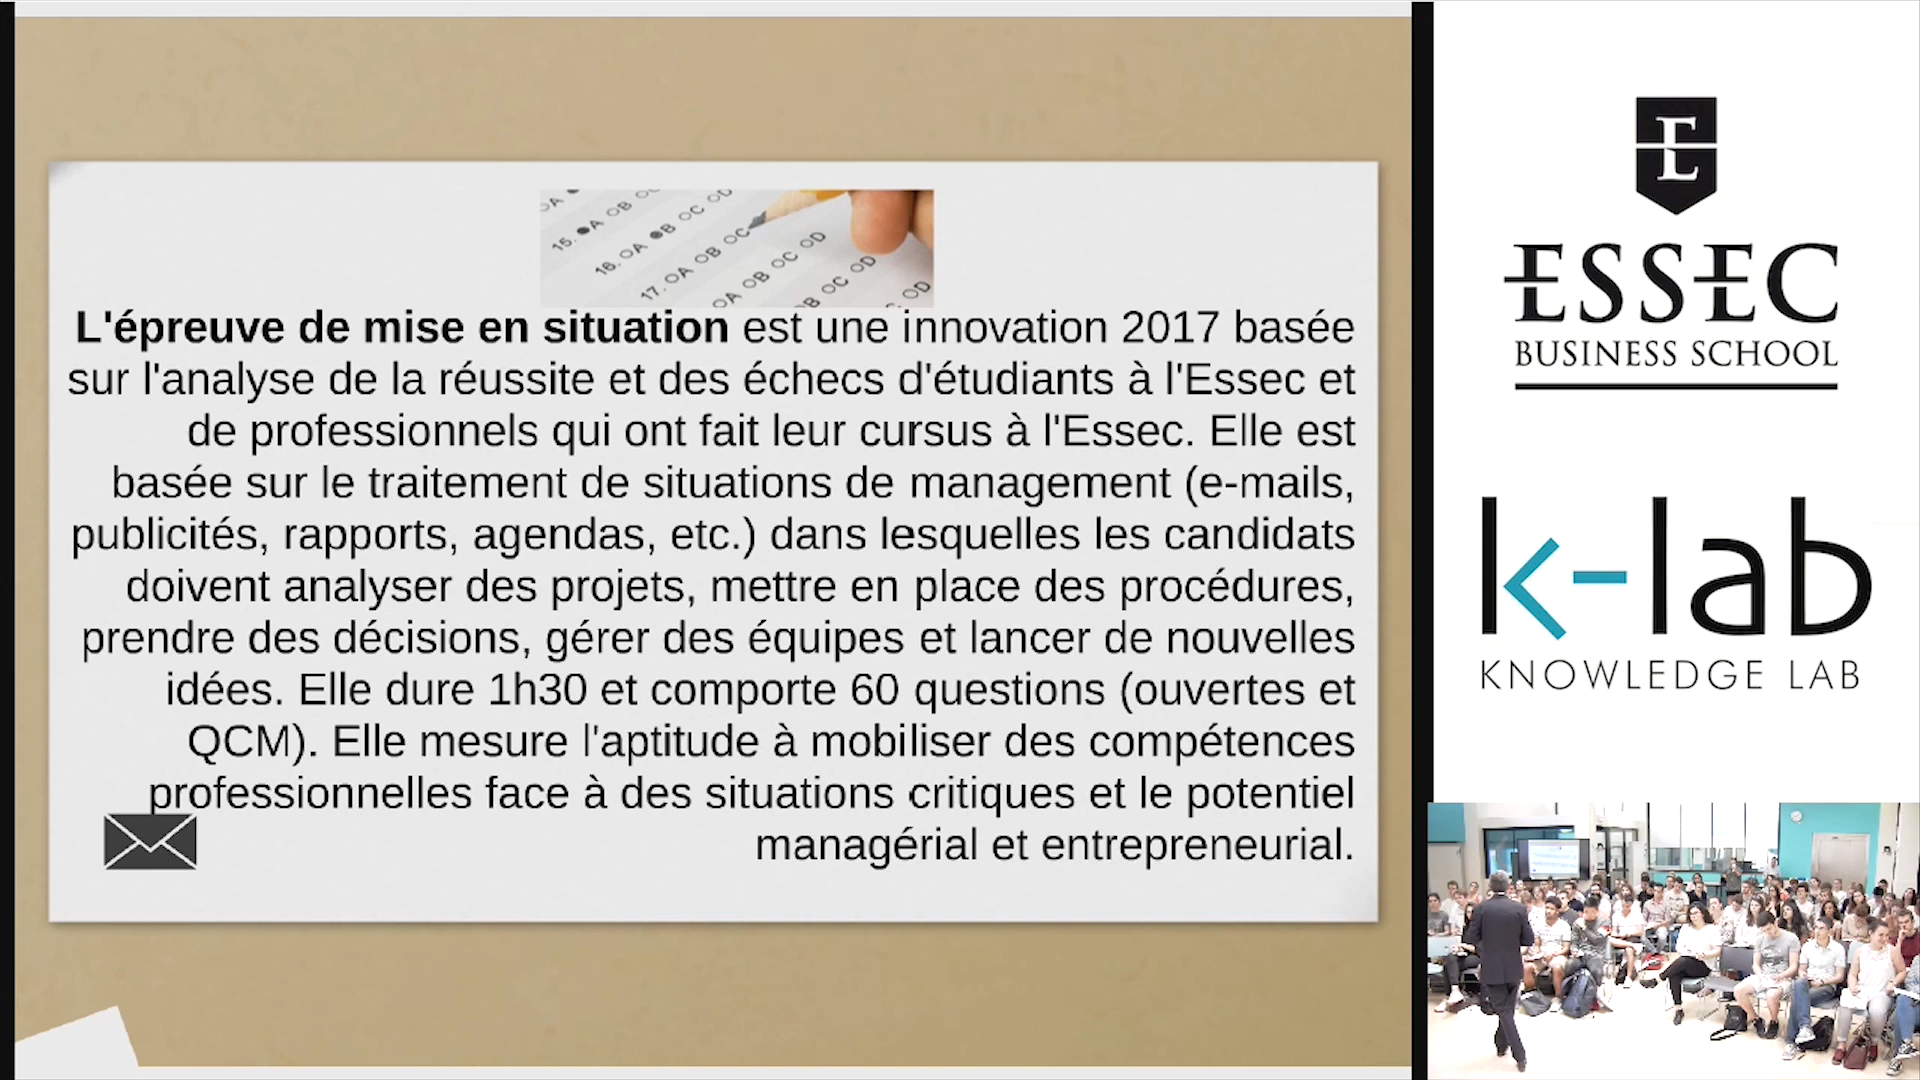 15. A B C
16. A B C D
17. A B C
A B C D
B C D
L'épreuve de mise en situation est une innovation 2017 basée
sur l'analyse de la réussite et des échecs d'étudiants à l'Essec et
de professionnels qui ont fait leur cursus à l'Essec. Elle est
basée sur le traitement de situations de management (e-mails,
publicités, rapports, agendas, etc.) dans lesquelles les candidats
doivent analyser des projets, mettre en place des procédures,
prendre des décisions, gérer des équipes et lancer de nouvelles
idées. Elle dure 1h30 et comporte 60 questions (ouvertes et
QCM). Elle mesure l'aptitude à mobiliser des compétences
professionnelles face à des situations critiques et le potentiel
managérial et entrepreneurial.
E
ESSEC
BUSINESS SCHOOL
k-lab
KNOWLEDGE LAB